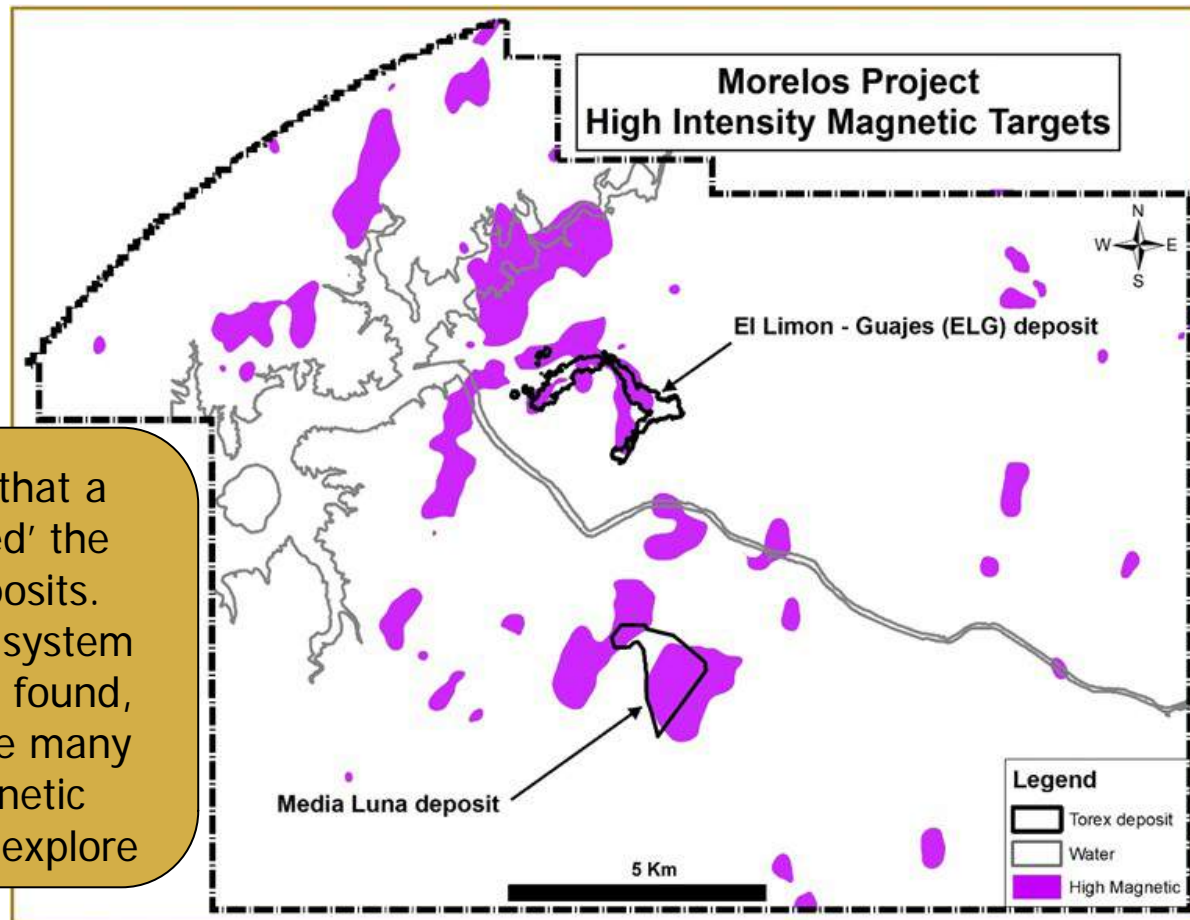 Morelos Project
High Intensity Magnetic Targets
N
W E
S
El Limon - Guajes (ELG) deposit
that a
ed' the
posits.
system
found,
e many
netic
explore
Media Luna deposit
5 Km
Legend
Torex deposit
Water
High Magnetic